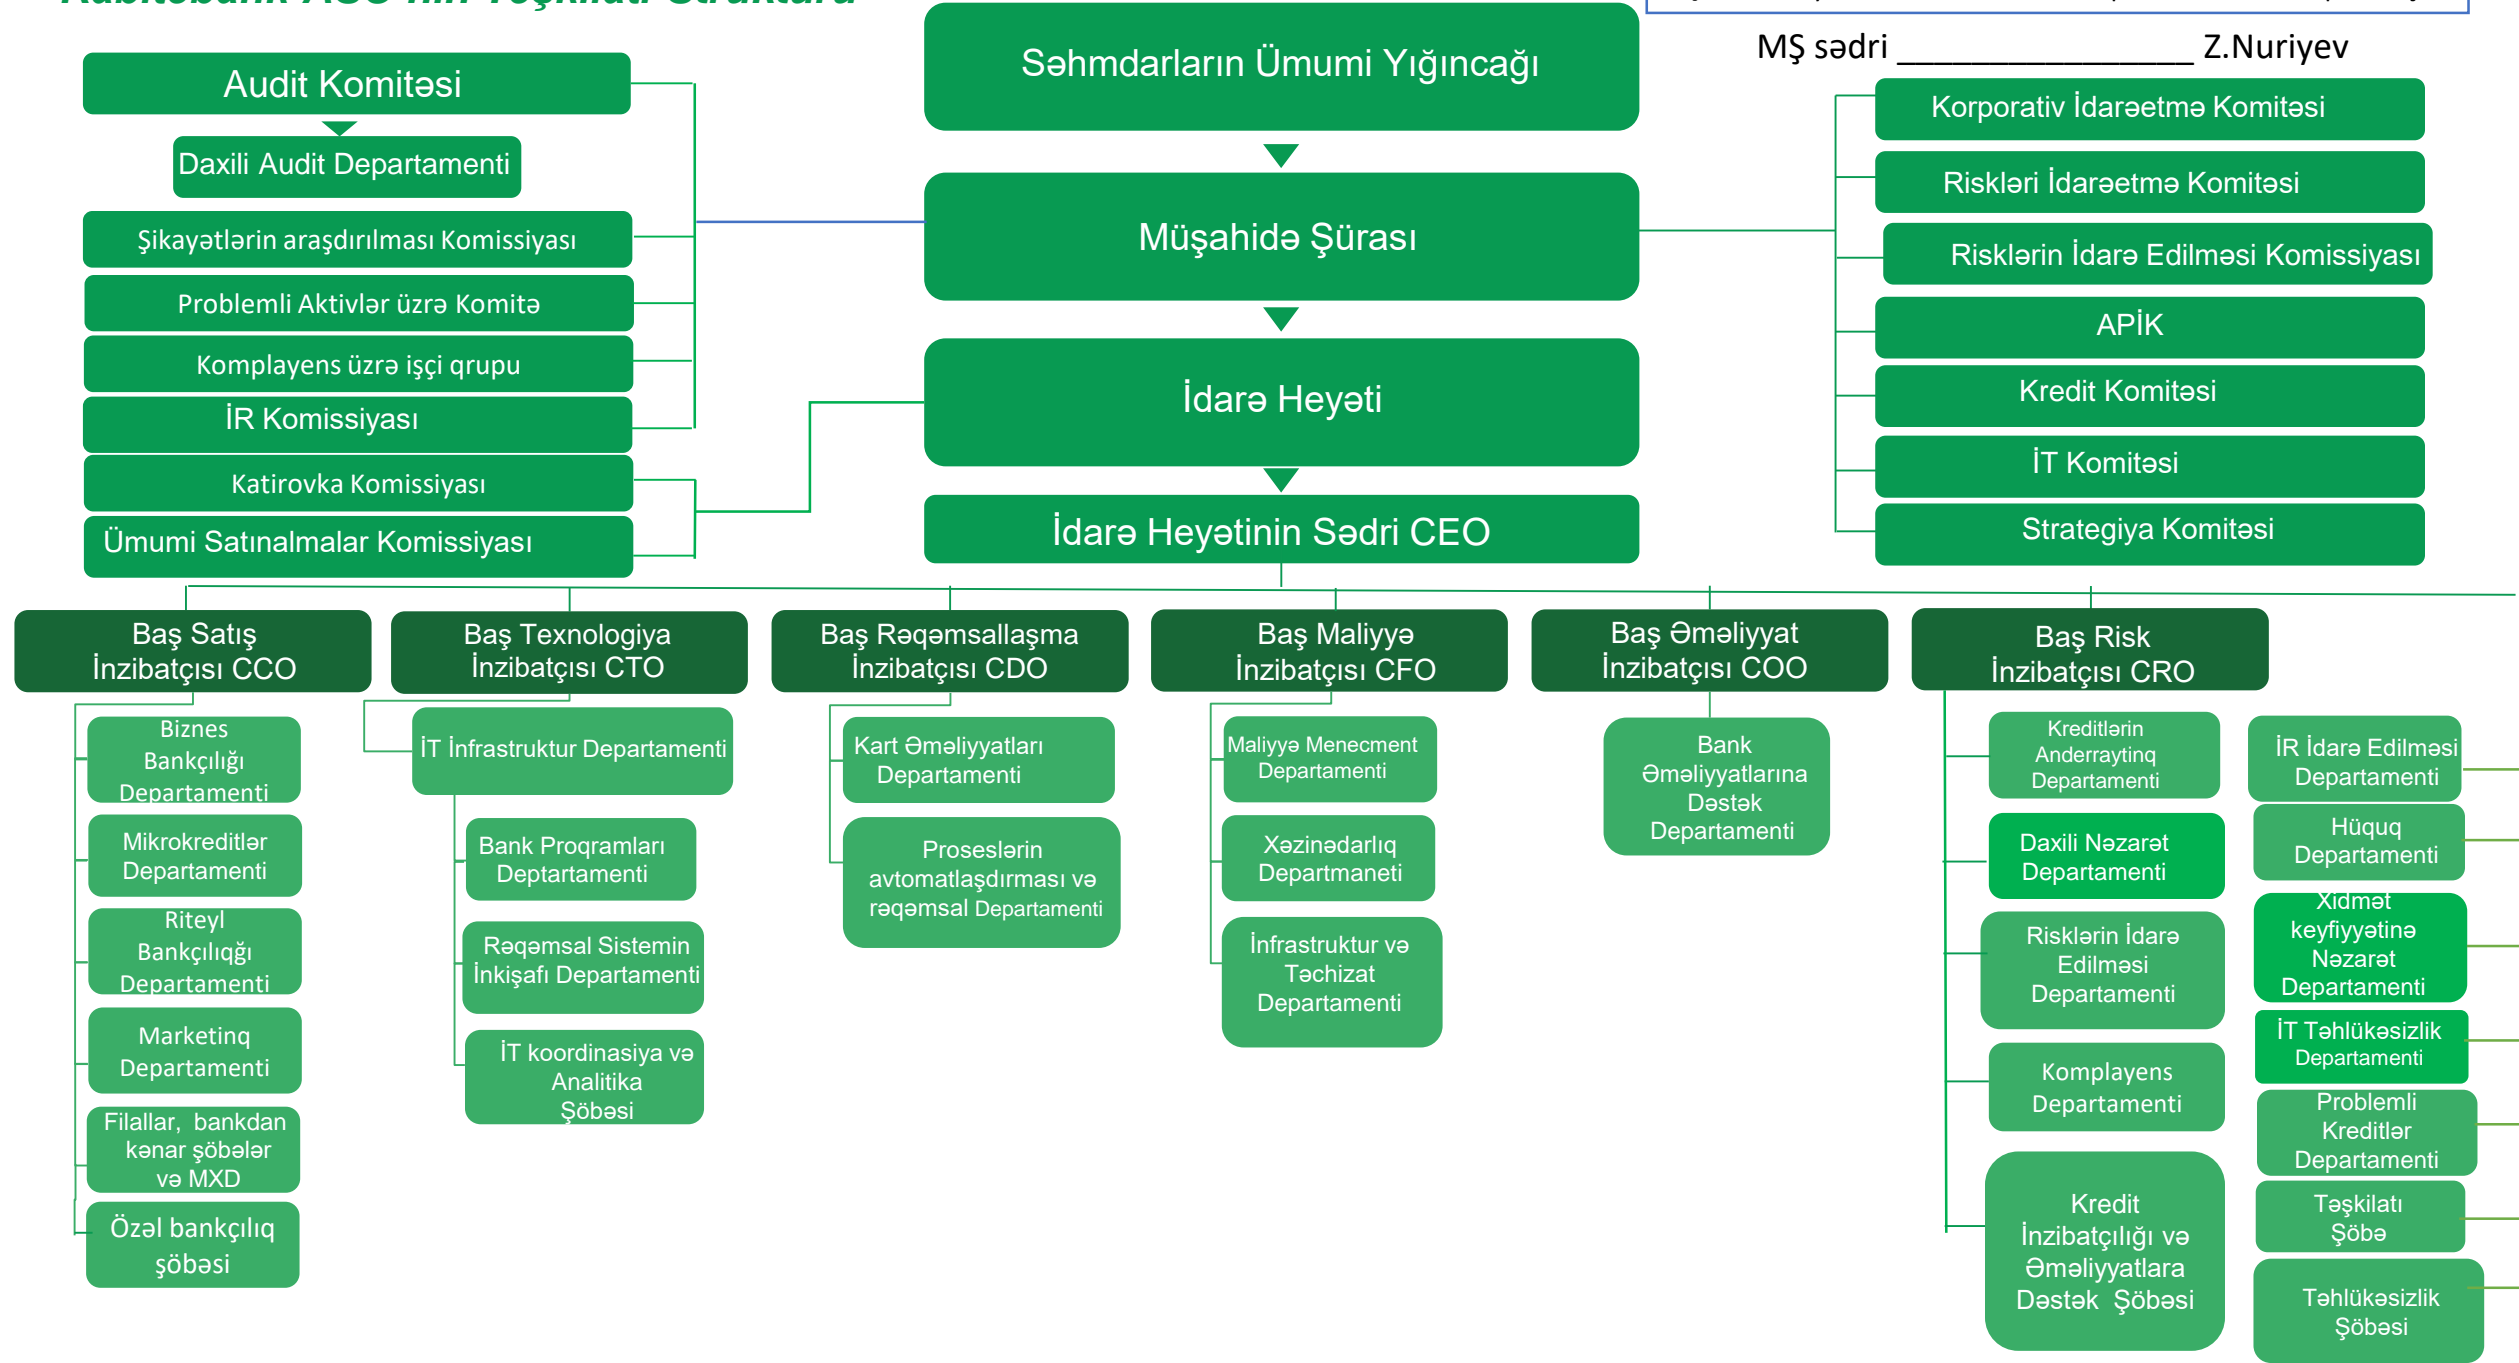 MŞ sədri ________________ Z.Nuriyev
Səhmdarların Ümumi Yığıncağı
Müşahidə Şürası
İdarə Heyəti
İdarə Heyətinin Sədri CEO
Audit Komitəsi
Daxili Audit Departamenti
Şikayətlərin araşdırılması Komissiyası
Problemli Aktivlər üzrə Komitə
Komplayens üzrə işçi qrupu
İR Komissiyası
Katirovka Komissiyası
Ümumi Satınalmalar Komissiyası
Korporativ İdarəetmə Komitəsi
Riskləri İdarəetmə Komitəsi
Risklərin İdarə Edilməsi Komissiyası
APİK
Kredit Komitəsi
İT Komitəsi
Strategiya Komitəsi
Baş Satış
İnzibatçısı CCO
Biznes
Bankçılığı
Departamenti
Mikrokreditlər
Departamenti
Riteyl
Bankçılıqğı
Departamenti
Marketinq
Departamenti
Filallar, bankdan
kənar şöbələr
və MXD
Özəl bankçılıq
şöbəsi
Baş Texnologiya
İnzibatçısı CTO
İT İnfrastruktur Departamenti
Bank Proqramları
Deptartamenti
Rəqəmsal Sistemin
İnkişafı Departamenti
İT koordinasiya və
Analitika
Şöbəsi
Baş Rəqəmsallaşma
İnzibatçısı CDO
Kart Əməliyyatları
Departamenti
Proseslərin
avtomatlaşdırması və
rəqəmsal Departamenti
Baş Maliyyə
İnzibatçısı CFO
Maliyyə Menecment
Departamenti
Xəzinədarlıq
Departmaneti
İnfrastruktur və
Təchizat
Departamenti
Baş Əməliyyat
İnzibatçısı COO
Bank
Əməliyyatlarına
Dəstək
Departamenti
Baş Risk
İnzibatçısı CRO
Kreditlərin
Anderraytinq
Departamenti
Daxili Nəzarət
Departamenti
Risklərin İdarə
Edilməsi
Departamenti
Komplayens
Departamenti
Kredit
İnzibatçılığı və
Əməliyyatlara
Dəstək Şöbəsi
İR İdarə Edilməsi
Departamenti
Hüquq
Departamenti
Xidmət
keyfiyyətinə
Nəzarət
Departamenti
İT Təhlükəsizlik
Departamenti
Problemli
Kreditlər
Departamenti
Təşkilatı
Şöbə
Təhlükəsizlik
Şöbəsi